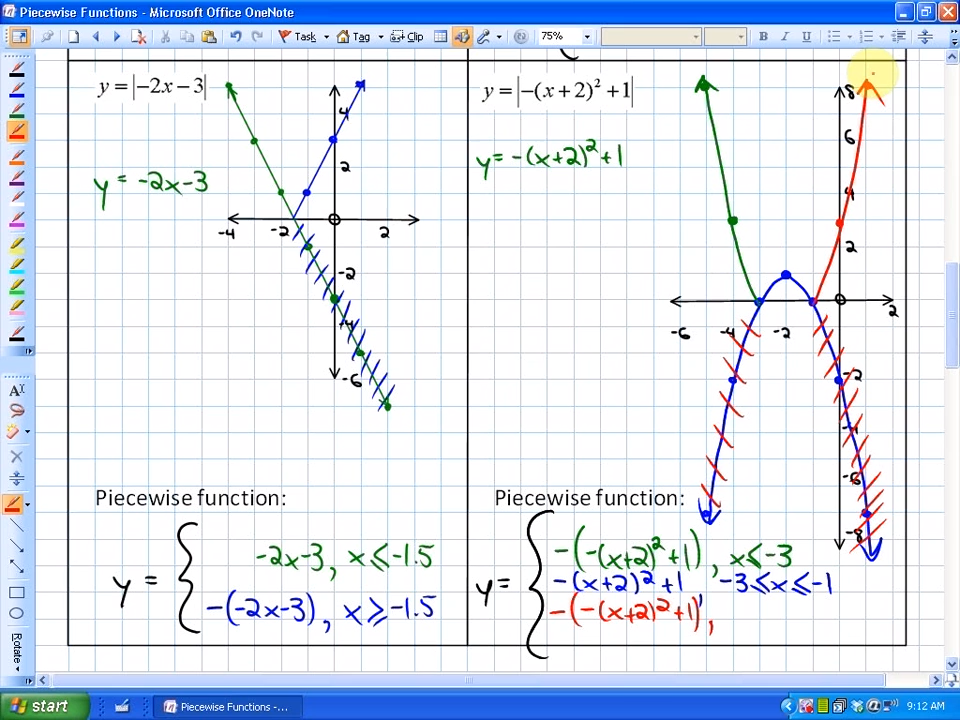 Piecewise Functions - Microsoft Office OneNote
Task
Tag
Clip
75%
B I U
y = |−2x − 3|
y = -2x-3
4
2
-4
-2
2
-2
-4
-6
Piecewise function:
y = { -2x-3, x ≤ -1.5
-(-2x-3), x ≥ -1.5
y = |−(x + 2)² + 1|
y = -(x+2)² + 1
8
6
4
2
-6
-4
-2
2
-2
-4
-6
-8
Piecewise function:
y = { -(-(x+2)² + 1), x ≤ -3
-(x+2)² + 1, -3 ≤ x ≤ -1
-(-(x+2)² + 1),
Rotate
start
Piecewise Functions -...
9:12 AM